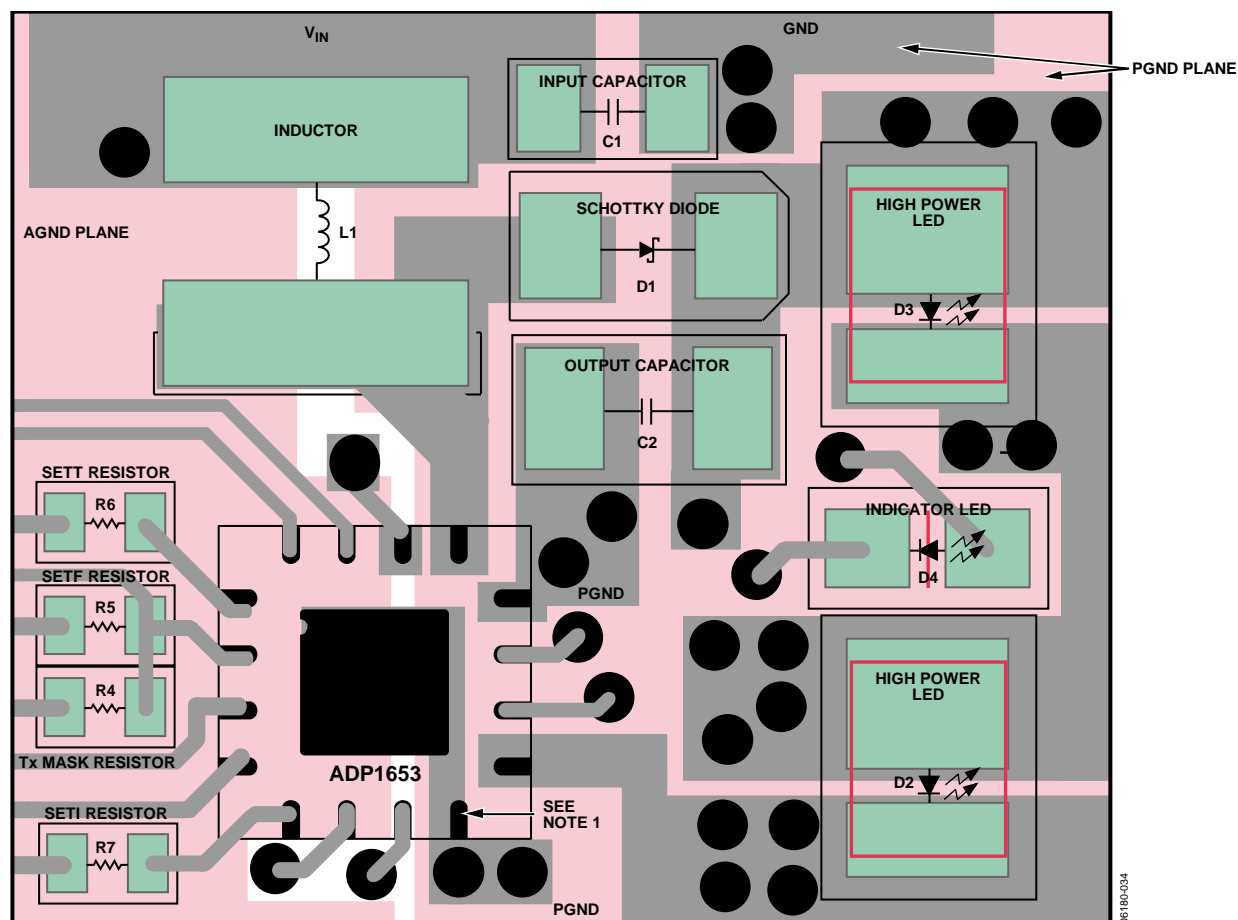 V_IN
GND
PGND PLANE
INPUT CAPACITOR
C1
INDUCTOR
SCHOTTKY DIODE
D1
HIGH POWER
LED
AGND PLANE
L1
D3
OUTPUT CAPACITOR
C2
SETT RESISTOR
R6
INDICATOR LED
D4
SETF RESISTOR
R5
PGND
R4
HIGH POWER
LED
Tx MASK RESISTOR
ADP1653
D2
SETI RESISTOR
SEE
NOTE 1
R7
PGND
06180-034